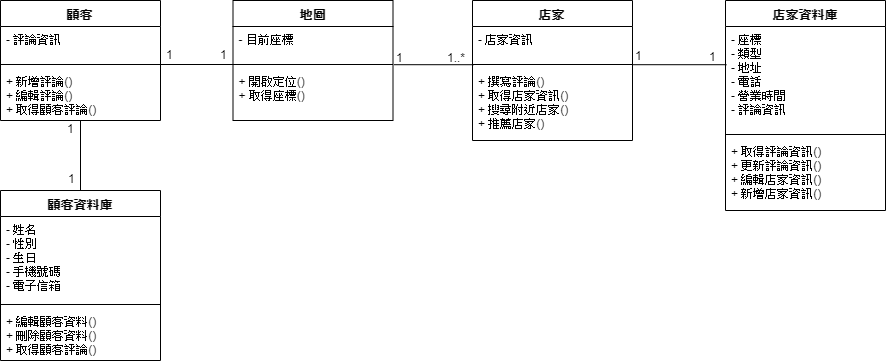 顧客
- 評論資訊
+ 新增評論()
+ 編輯評論()
+ 取得顧客評論()
1
1
地圖
- 目前座標
+ 開啟定位()
+ 取得座標()
1
1..*
店家
- 店家資訊
+ 撰寫評論()
+ 取得店家資訊()
+ 搜尋附近店家()
+ 推薦店家()
1
1
店家資料庫
- 座標
- 類型
- 地址
- 電話
- 營業時間
- 評論資訊
+ 取得評論資訊()
+ 更新評論資訊()
+ 編輯店家資訊()
+ 新增店家資訊()
1
1
顧客資料庫
- 姓名
- 性別
- 生日
- 手機號碼
- 電子信箱
+ 編輯顧客資料()
+ 刪除顧客資料()
+ 取得顧客評論()